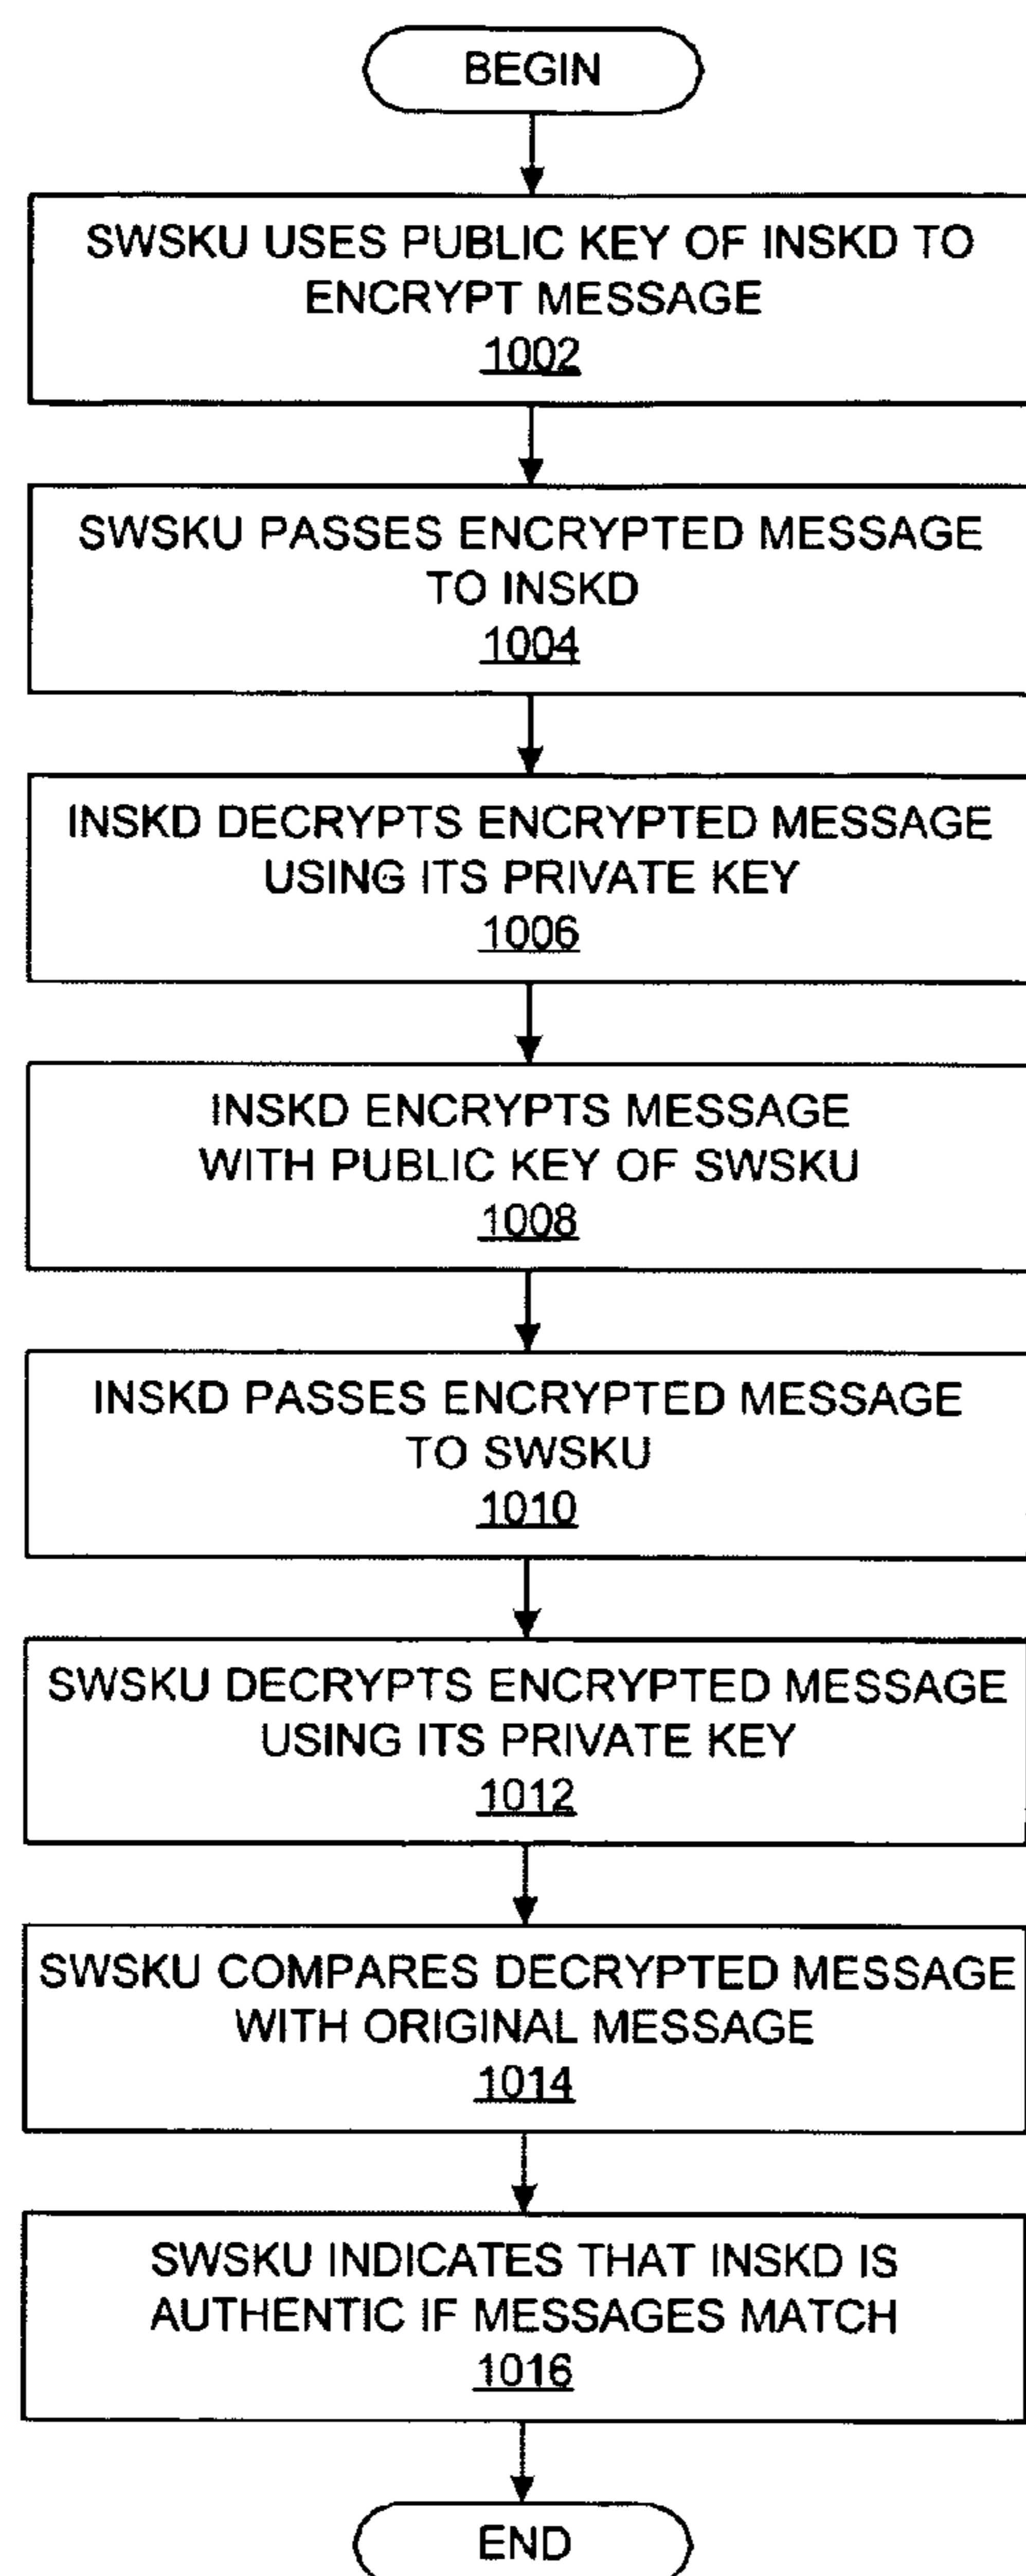 BEGIN
SWSKU USES PUBLIC KEY OF INSKD TO
ENCRYPT MESSAGE
1002
SWSKU PASSES ENCRYPTED MESSAGE
TO INSKD
1004
INSKD DECRYPTS ENCRYPTED MESSAGE
USING ITS PRIVATE KEY
1006
INSKD ENCRYPTS MESSAGE
WITH PUBLIC KEY OF SWSKU
1008
INSKD PASSES ENCRYPTED MESSAGE
TO SWSKU
1010
SWSKU DECRYPTS ENCRYPTED MESSAGE
USING ITS PRIVATE KEY
1012
SWSKU COMPARES DECRYPTED MESSAGE
WITH ORIGINAL MESSAGE
1014
SWSKU INDICATES THAT INSKD IS
AUTHENTIC IF MESSAGES MATCH
1016
END